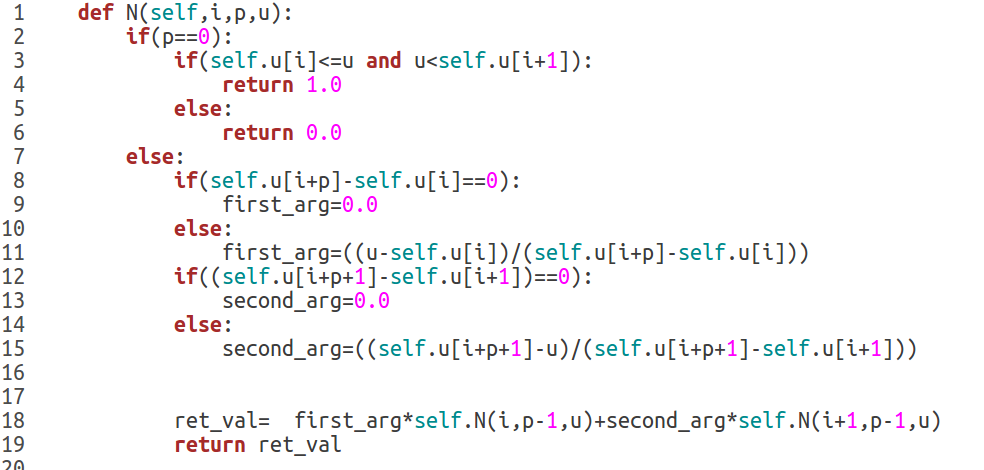 1     def N(self,i,p,u):
2         if(p==0):
3             if(self.u[i]<=u and u<self.u[i+1]):
4                 return 1.0
5             else:
6                 return 0.0
7         else:
8             if(self.u[i+p]-self.u[i]==0):
9                 first_arg=0.0
10             else:
11                 first_arg=((u-self.u[i])/(self.u[i+p]-self.u[i]))
12             if((self.u[i+p+1]-self.u[i+1])==0):
13                 second_arg=0.0
14             else:
15                 second_arg=((self.u[i+p+1]-u)/(self.u[i+p+1]-self.u[i+1]))
16
17
18             ret_val=  first_arg*self.N(i,p-1,u)+second_arg*self.N(i+1,p-1,u)
19             return ret_val
20